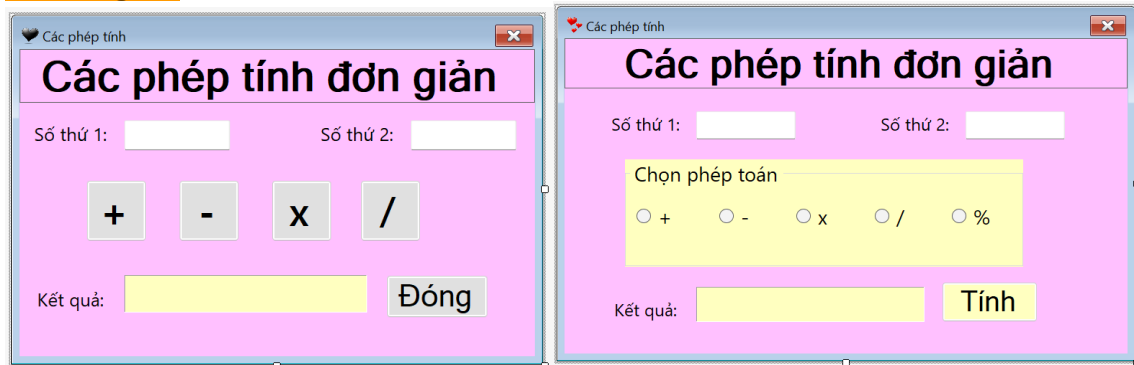 Các phép tính
Các phép tính đơn giản
Số thứ 1:
Số thứ 2:
+ - x /
Kết quả:
Đóng
Các phép tính
Các phép tính đơn giản
Số thứ 1:
Số thứ 2:
Chọn phép toán
+ - x / %
Kết quả:
Tính